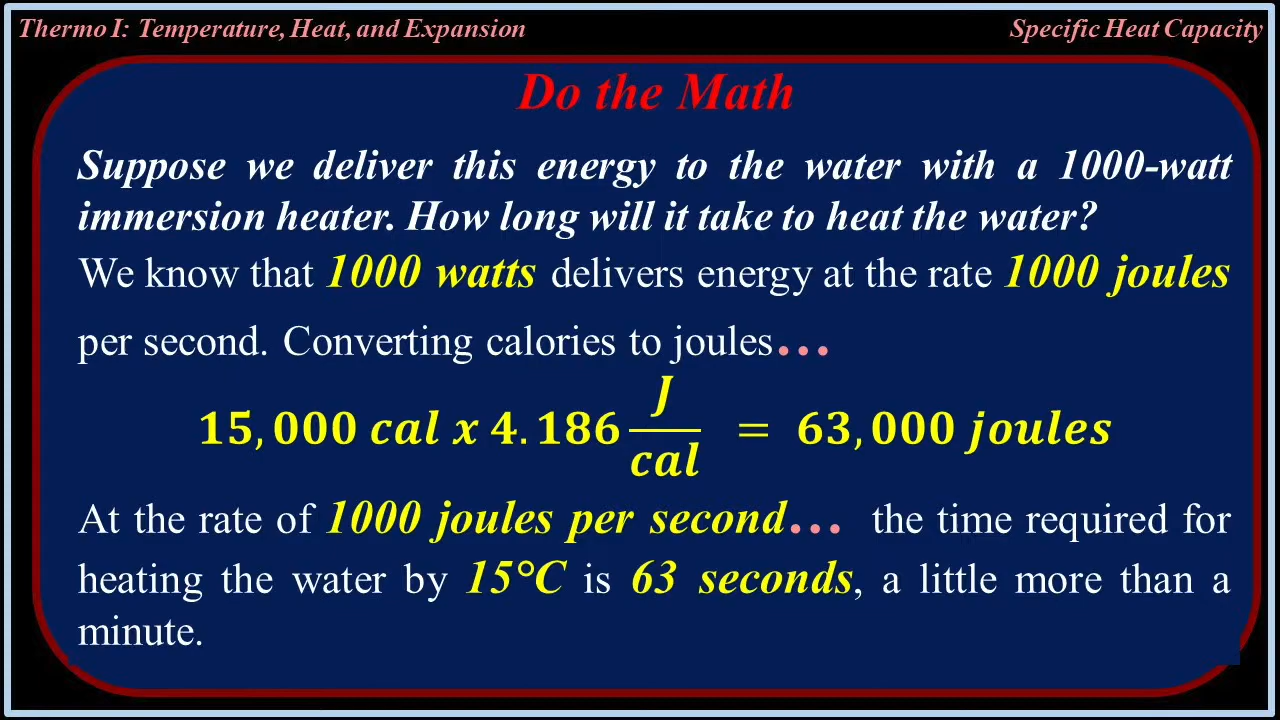 Thermo I: Temperature, Heat, and Expansion
Specific Heat Capacity
Do the Math
Suppose we deliver this energy to the water with a 1000-watt
immersion heater. How long will it take to heat the water?
We know that 1000 watts delivers energy at the rate 1000 joules
per second. Converting calories to joules...
15,000 cal x 4.186 J/cal = 63,000 joules
At the rate of 1000 joules per second... the time required for
heating the water by 15°C is 63 seconds, a little more than a
minute.